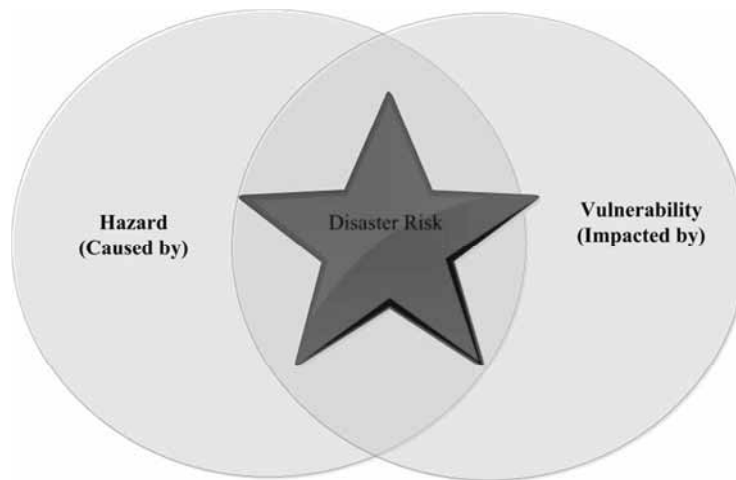 Hazard
(Caused by)
Disaster Risk
Vulnerability
(Impacted by)